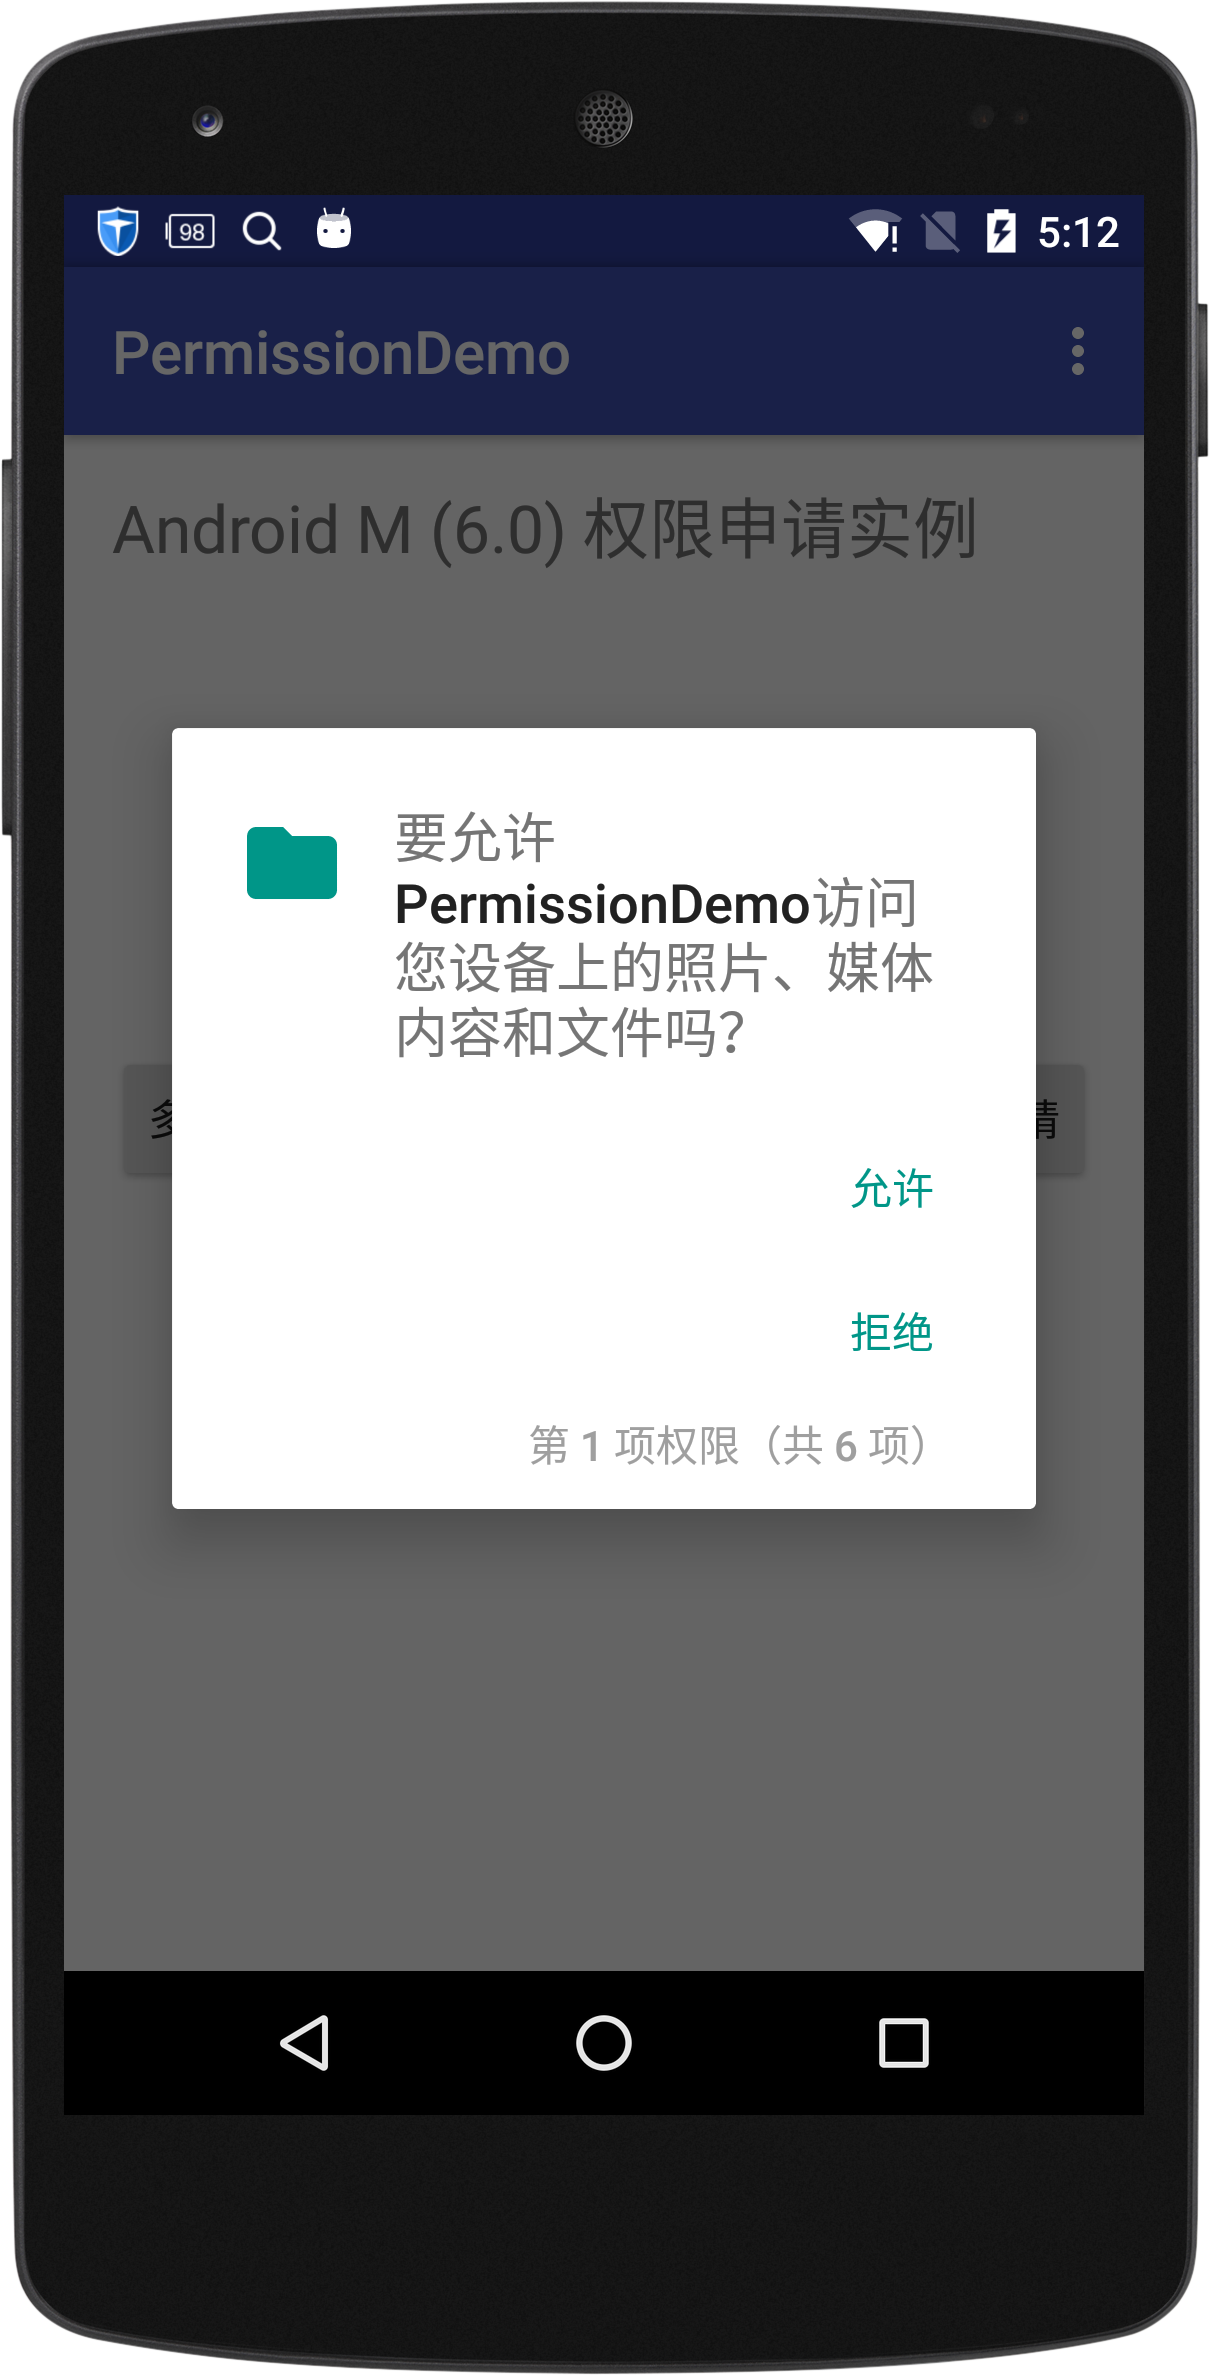 98
5:12
PermissionDemo
Android M (6.0) 权限申请实例
要允许
PermissionDemo访问
您设备上的照片、媒体
内容和文件吗？
多
请
允许
拒绝
第 1 项权限（共 6 项）